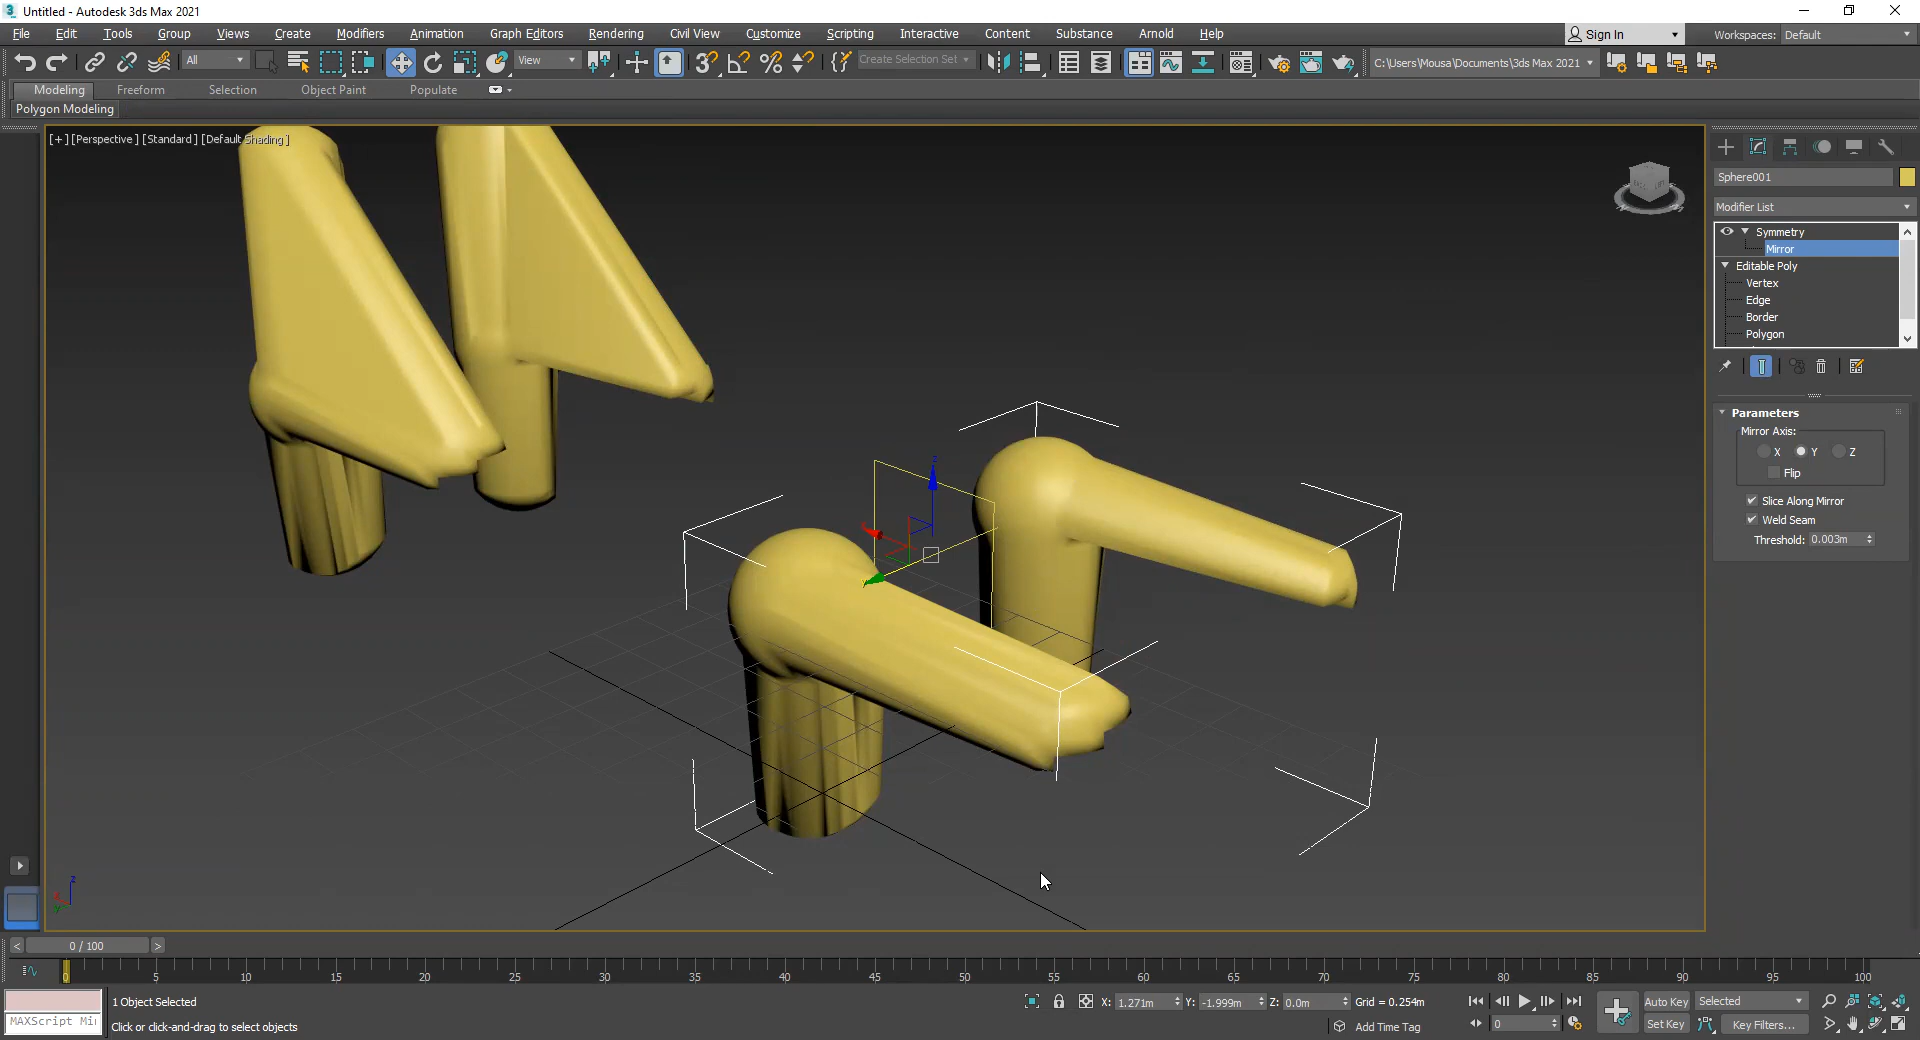 Untitled - Autodesk 3ds Max 2021
File Edit Tools Group Views Create Modifiers Animation Graph Editors Rendering Civil View Customize Scripting Interactive Content Substance Arnold Help
Sign In
Workspaces: Default
All
View
Create Selection Set
C:\Users\Mousa\Documents\3ds Max 2021
Modeling Freeform Selection Object Paint Populate
Polygon Modeling
[+] [Perspective] [Standard] [Default Shading]
Sphere001
Modifier List
Symmetry
Mirror
Editable Poly
Vertex
Edge
Border
Polygon
Parameters
Mirror Axis:
X Y Z
Flip
Slice Along Mirror
Weld Seam
Threshold: 0.003m
z
z
x
y
< 0 / 100 >
0 5 10 15 20 25 30 35 40 45 50 55 60 65 70 75 80 85 90 95 100
1 Object Selected
X: 1.271m Y: -1.999m Z: 0.0m Grid = 0.254m
Auto Key Selected
MAXScript Mi
Click or click-and-drag to select objects
Add Time Tag
0
Set Key Key Filters...